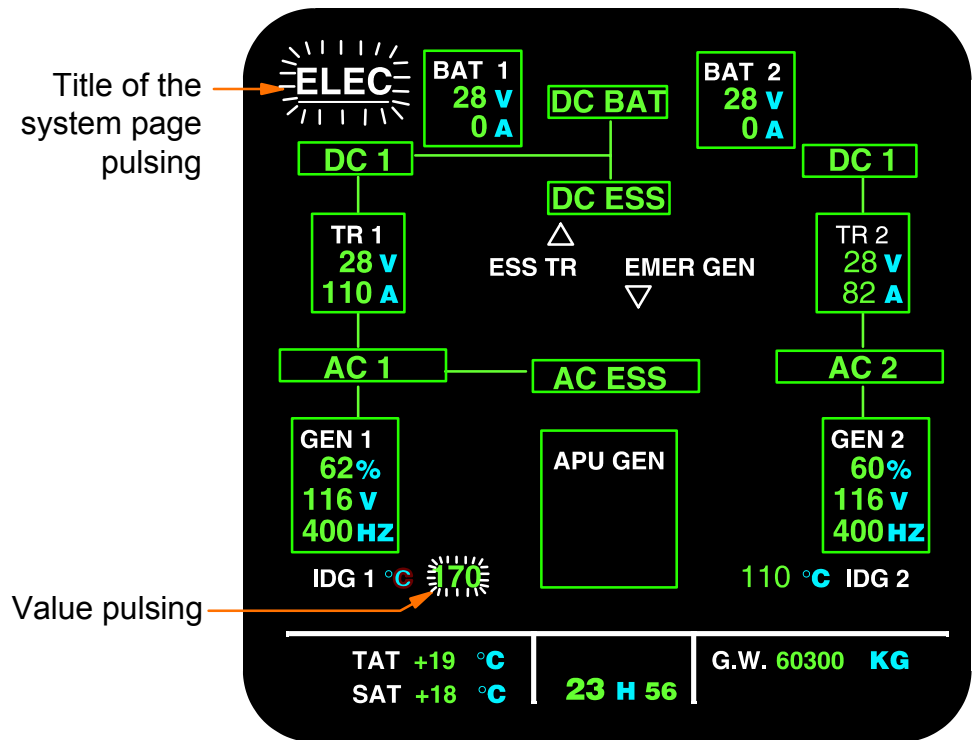 Title of the
system page
pulsing
ELEC
BAT 1
28 V
0 A
DC BAT
BAT 2
28 V
0 A
DC 1
DC ESS
DC 1
TR 1
28 V
110 A
ESS TR
EMER GEN
TR 2
28 V
82 A
AC 1
AC ESS
AC 2
GEN 1
62 %
116 V
400 HZ
APU GEN
GEN 2
60 %
116 V
400 HZ
IDG 1 °C 170
110 °C IDG 2
Value pulsing
TAT +19 °C
SAT +18 °C
23 H 56
G.W. 60300 KG